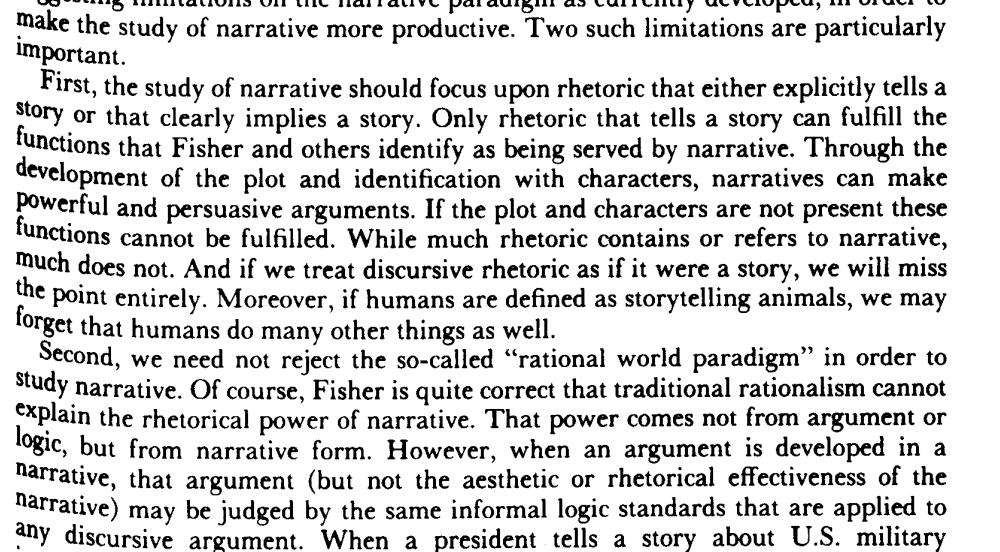 limitations on the narrative paradigm as currently developed, in order to
make the study of narrative more productive. Two such limitations are particularly
important.
First, the study of narrative should focus upon rhetoric that either explicitly tells a
story or that clearly implies a story. Only rhetoric that tells a story can fulfill the
functions that Fisher and others identify as being served by narrative. Through the
development of the plot and identification with characters, narratives can make
powerful and persuasive arguments. If the plot and characters are not present these
functions cannot be fulfilled. While much rhetoric contains or refers to narrative,
much does not. And if we treat discursive rhetoric as if it were a story, we will miss
the point entirely. Moreover, if humans are defined as storytelling animals, we may
forget that humans do many other things as well.
Second, we need not reject the so-called “rational world paradigm” in order to
study narrative. Of course, Fisher is quite correct that traditional rationalism cannot
explain the rhetorical power of narrative. That power comes not from argument or
logic, but from narrative form. However, when an argument is developed in a
narrative, that argument (but not the aesthetic or rhetorical effectiveness of the
narrative) may be judged by the same informal logic standards that are applied to
any discursive argument. When a president tells a story about U.S. military